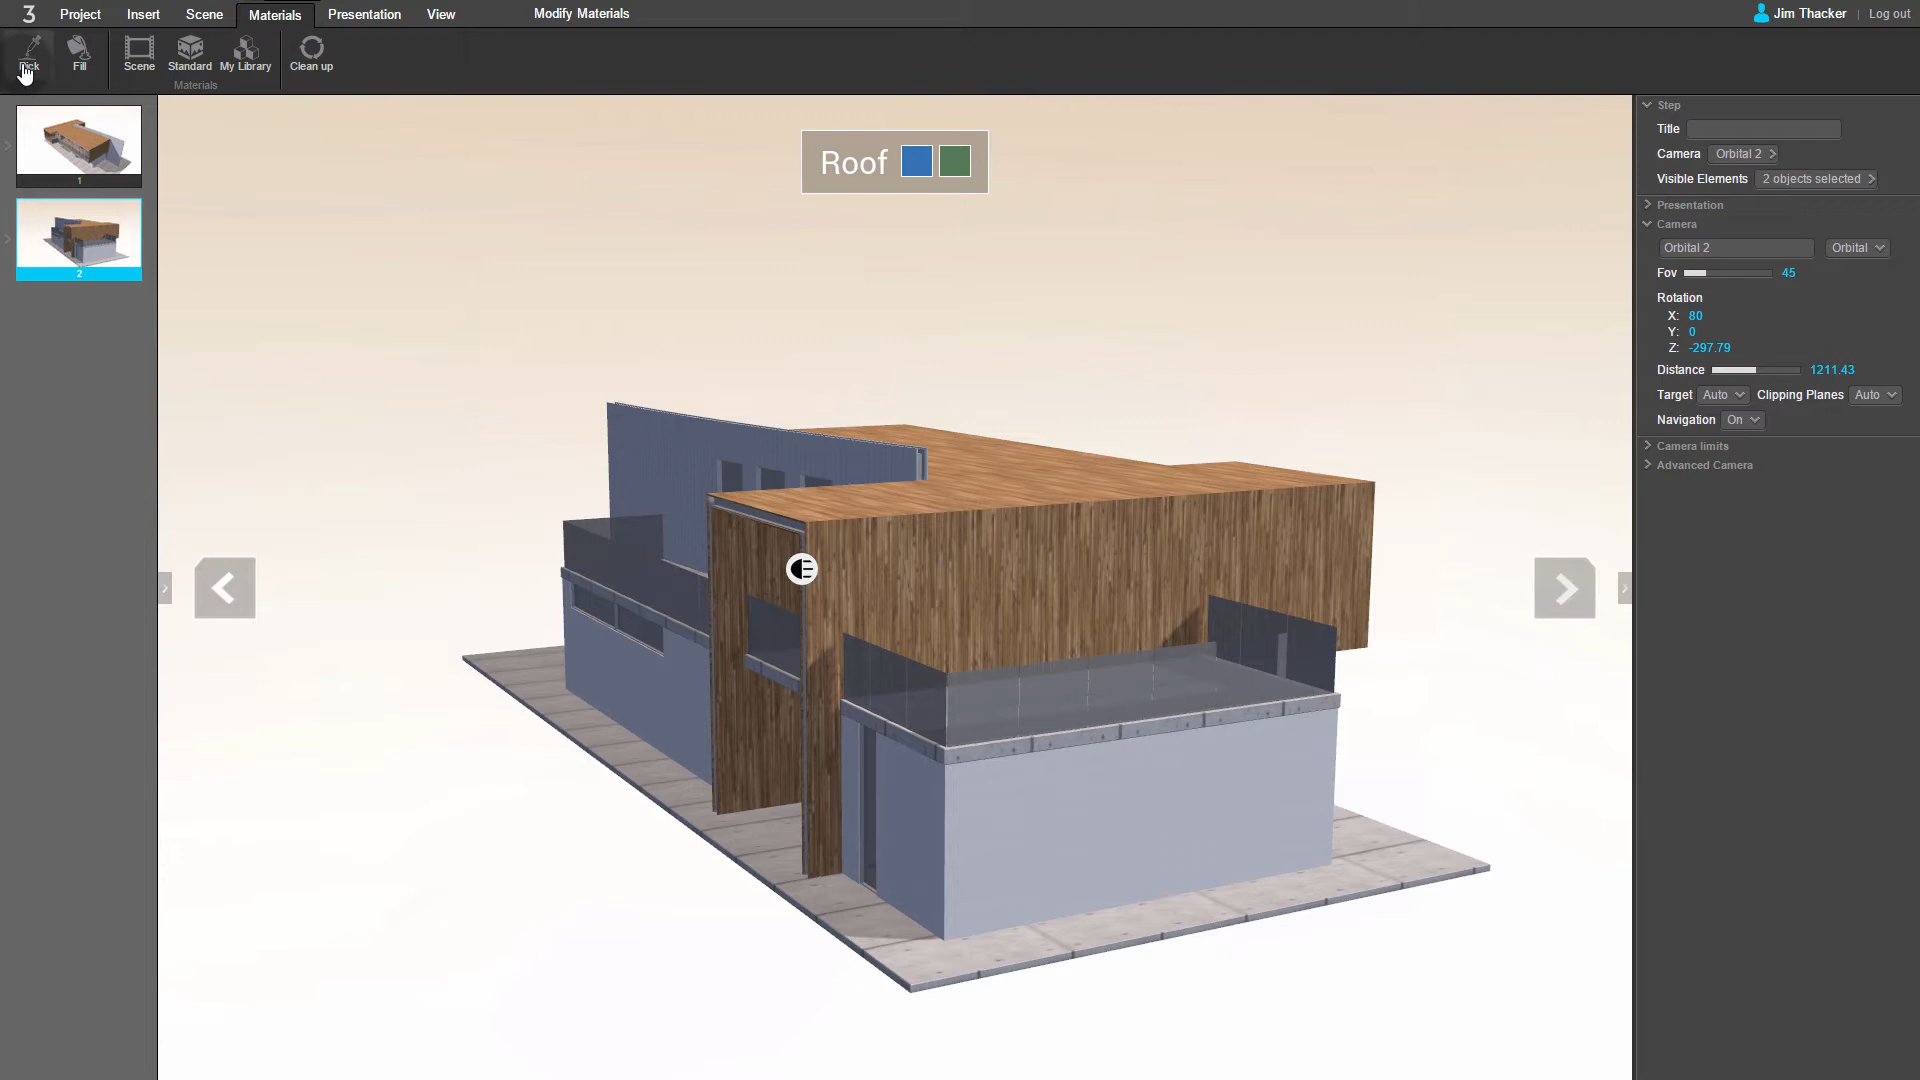 3 Project Insert Scene Materials Presentation View Modify Materials Jim Thacker | Log out
Pick Fill Scene Standard My Library Clean up
Materials
Step
Title
Camera Orbital 2
Visible Elements 2 objects selected
Presentation
Camera
Orbital 2 Orbital
Fov 45
Rotation
X: 80
Y: 0
Z: -297.79
Distance 1211.43
Target Auto Clipping Planes Auto
Navigation On
Camera limits
Advanced Camera
1
2
Roof